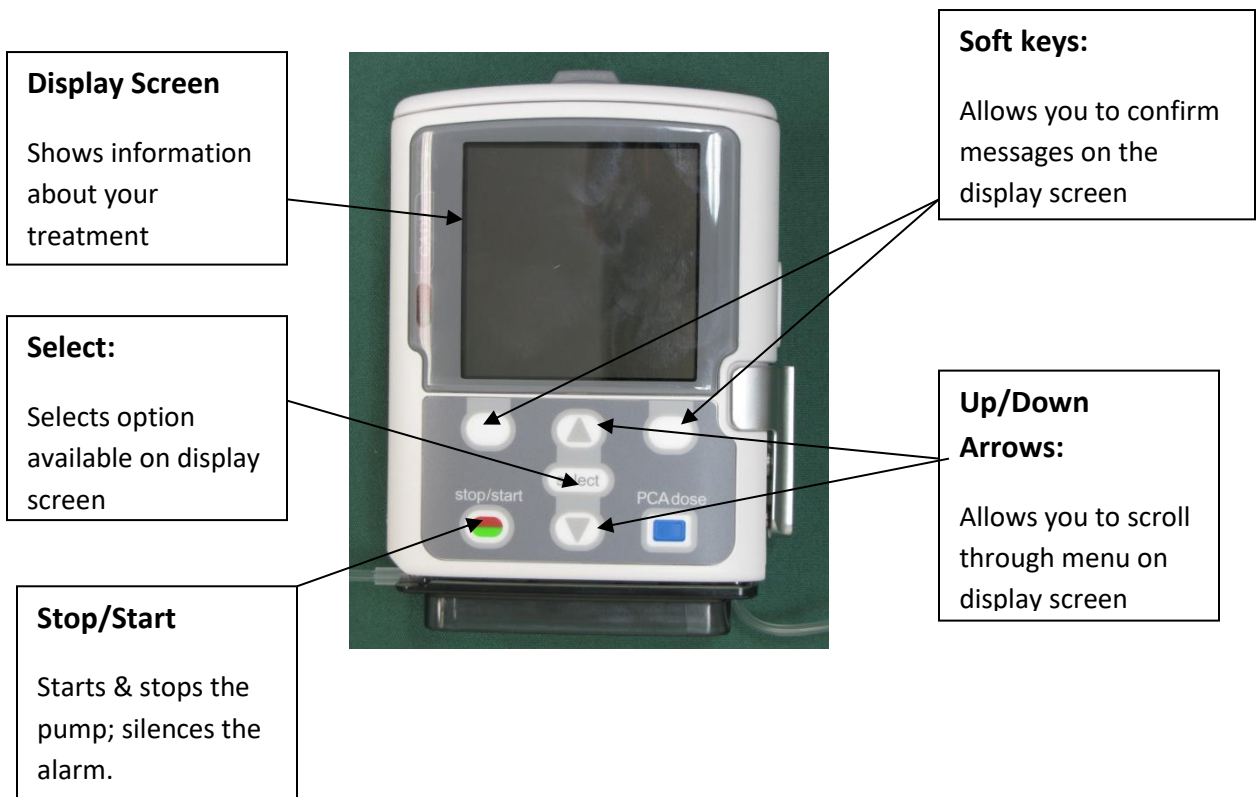 Display Screen
Shows information
about your
treatment
Select:
Selects option
available on display
screen
Stop/Start
Starts & stops the
pump; silences the
alarm.
Soft keys:
Allows you to confirm
messages on the
display screen
Up/Down
Arrows:
Allows you to scroll
through menu on
display screen
select
stop/start
PCA dose